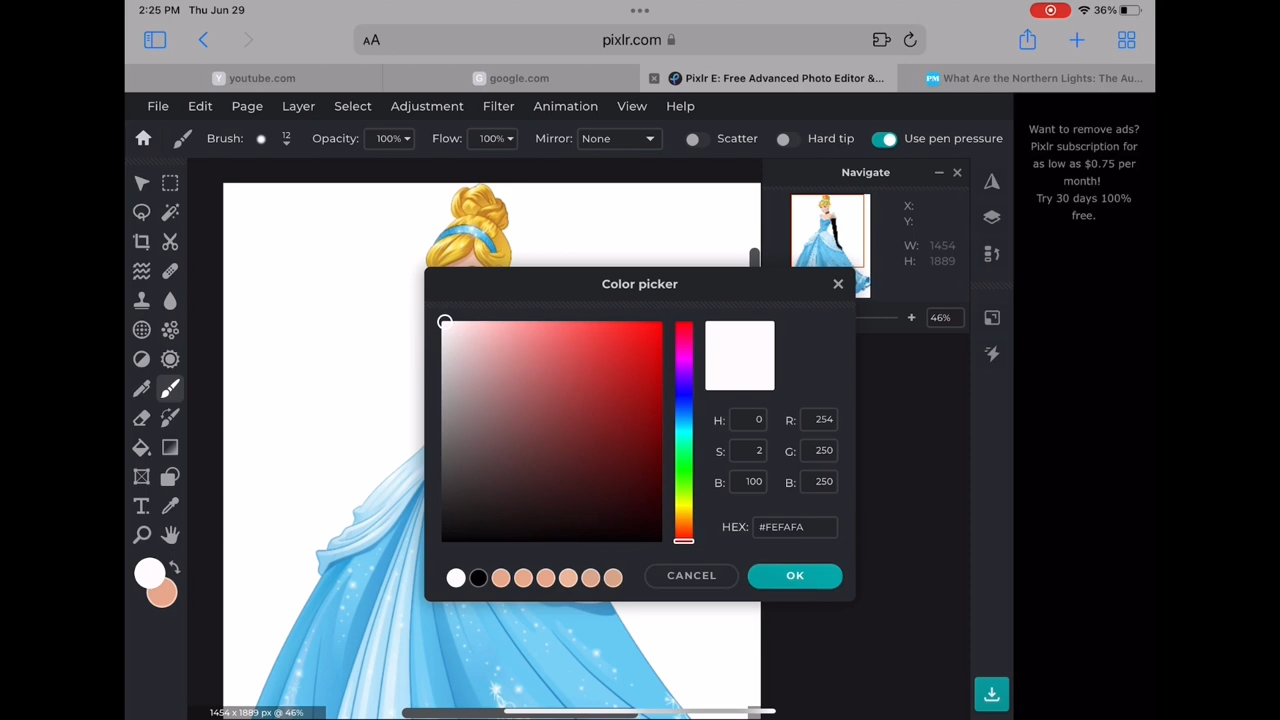 2:25 PM Thu Jun 29
36%
AA
pixlr.com
Y youtube.com
G google.com
Pixlr E: Free Advanced Photo Editor &...
PM What Are the Northern Lights: The Au...
File Edit Page Layer Select Adjustment Filter Animation View Help
Brush: 12 Opacity: 100% Flow: 100% Mirror: None Scatter Hard tip Use pen pressure
Want to remove ads?
Pixlr subscription for
as low as $0.75 per
month!
Try 30 days 100%
free.
Navigate
X:
Y:
W: 1454
H: 1889
46%
Color picker
H: 0 R: 254
S: 2 G: 250
B: 100 B: 250
HEX: #FEFAFA
CANCEL OK
1454 x 1889 px @ 46%